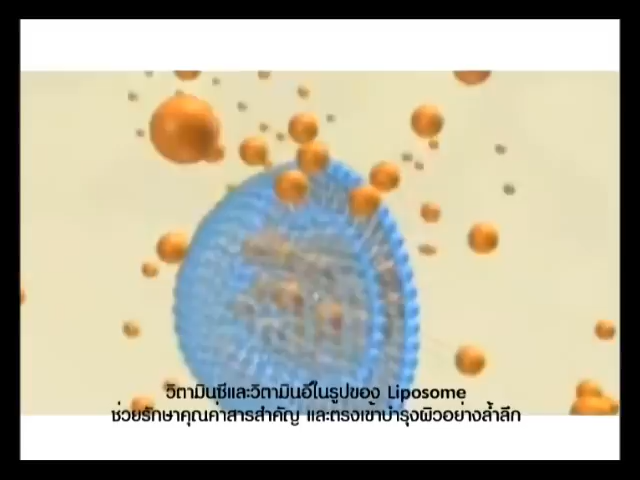 วิตามินซีและวิตามินอีในรูปของ Liposome
ช่วยรักษาคุณค่าสารสำคัญ และตรงเข้าบำรุงผิวอย่างล้ำลึก